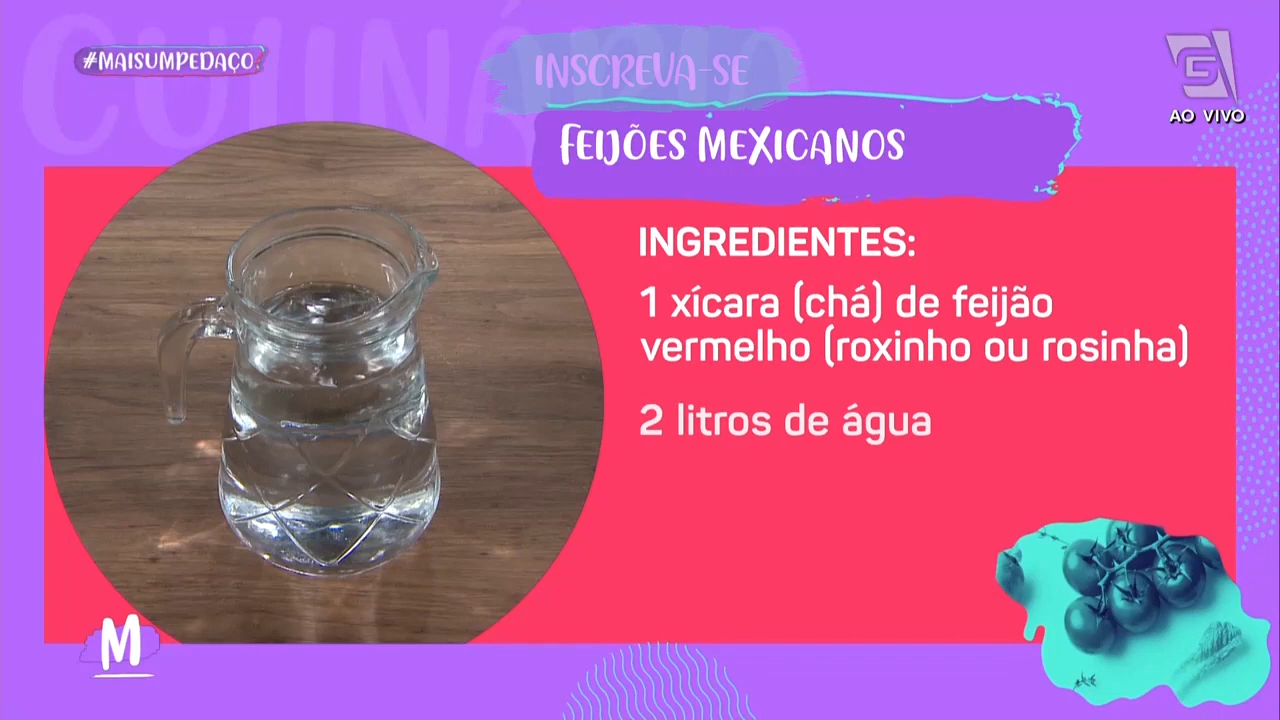 CULINÁRIA
#MAISUMPEDAÇO
INSCREVA-SE
AO VIVO
FEIJÕES MEXICANOS
INGREDIENTES:
1 xícara (chá) de feijão
vermelho (roxinho ou rosinha)
2 litros de água
M